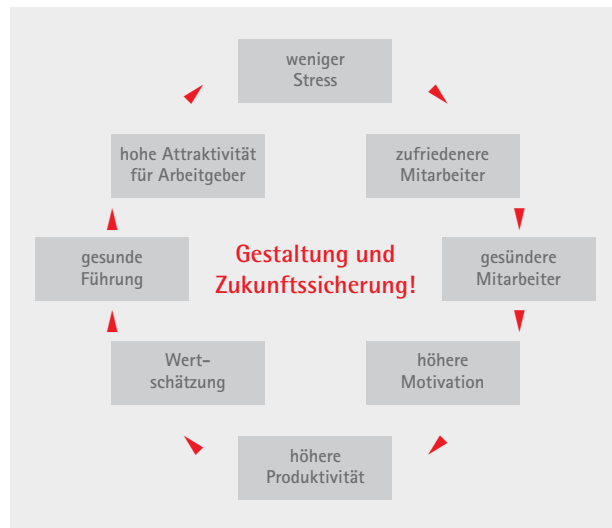 weniger
Stress
hohe Attraktivität
für Arbeitgeber
zufriedenere
Mitarbeiter
gesunde
Führung
Gestaltung und
Zukunftssicherung!
gesündere
Mitarbeiter
Wert-
schätzung
höhere
Motivation
höhere
Produktivität